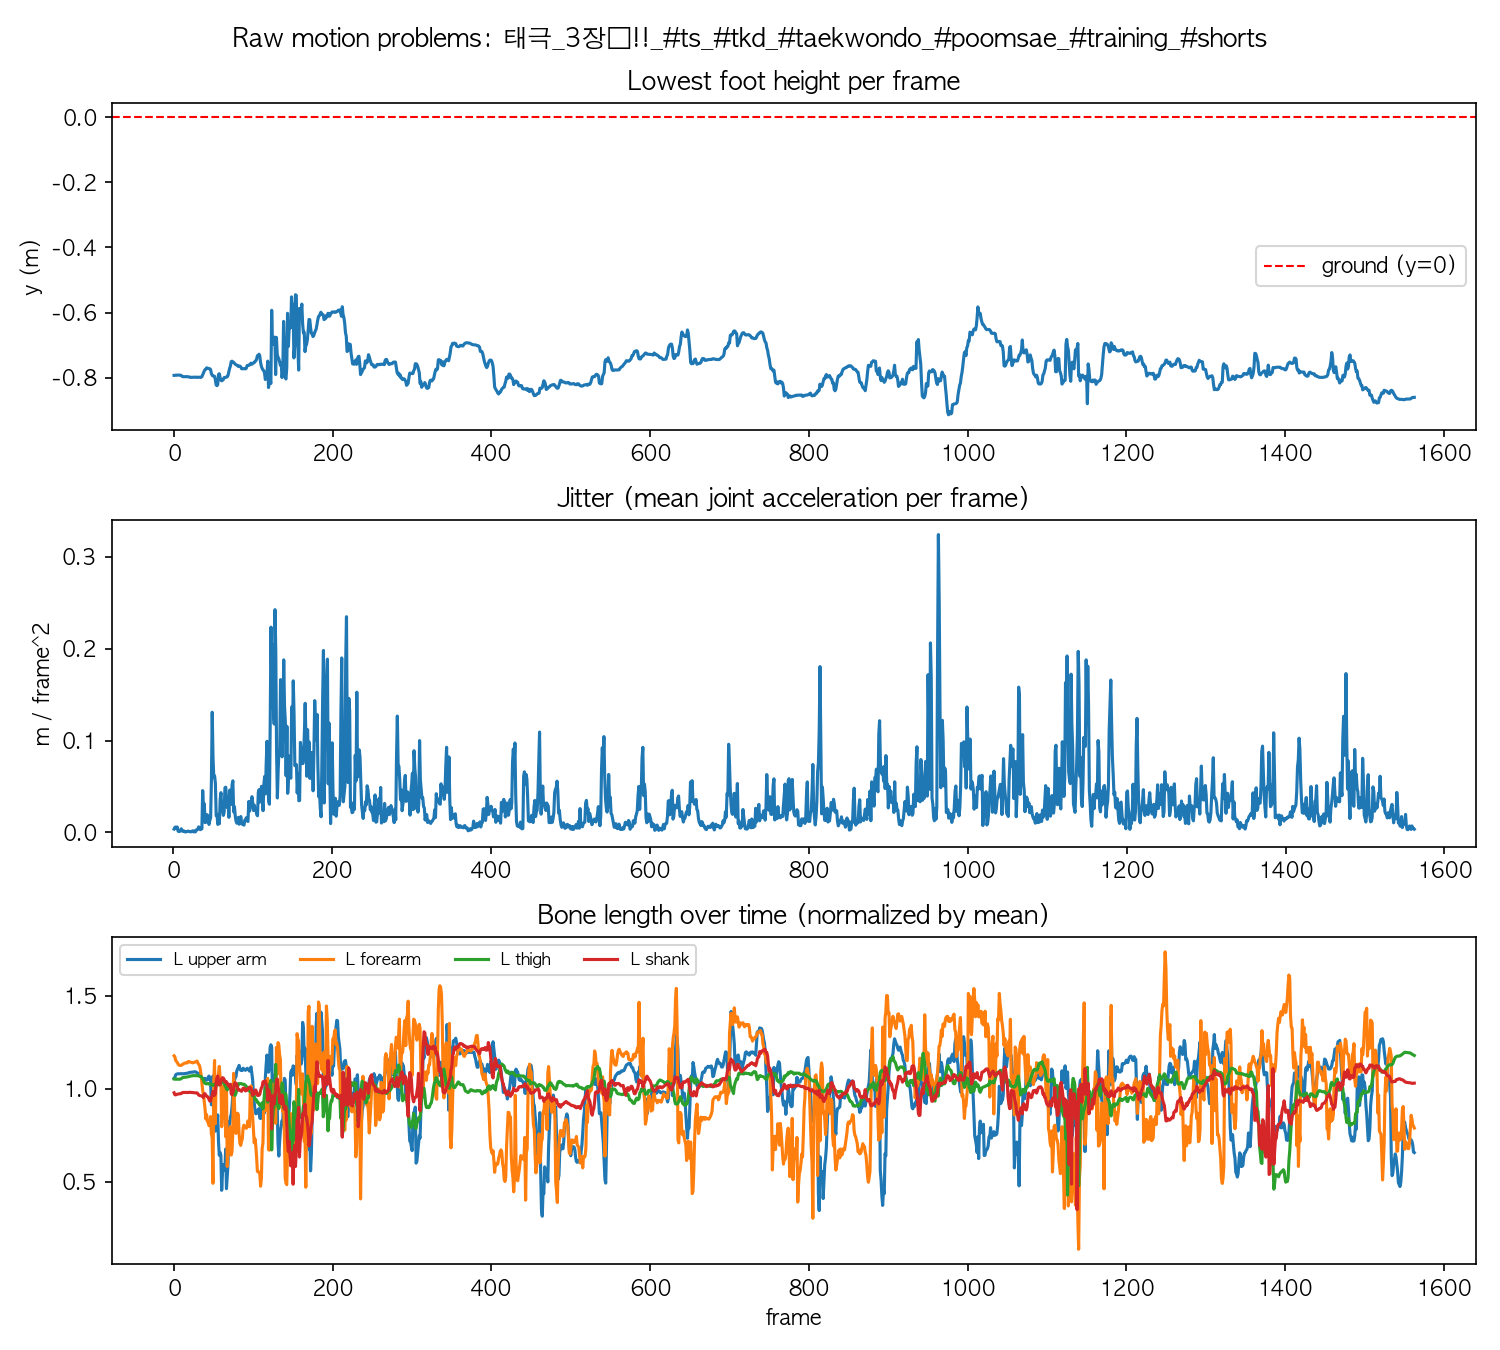 Raw motion problems: 태극_3장□!!_#ts_#tkd_#taekwondo_#poomsae_#training_#shorts
Lowest foot height per frame
0.0
-0.2
-0.4
-0.6
-0.8
y (m)
ground (y=0)
0 200 400 600 800 1000 1200 1400 1600
Jitter (mean joint acceleration per frame)
0.3
0.2
0.1
0.0
m / frame^2
0 200 400 600 800 1000 1200 1400 1600
Bone length over time (normalized by mean)
L upper arm L forearm L thigh L shank
1.5
1.0
0.5
0 200 400 600 800 1000 1200 1400 1600
frame